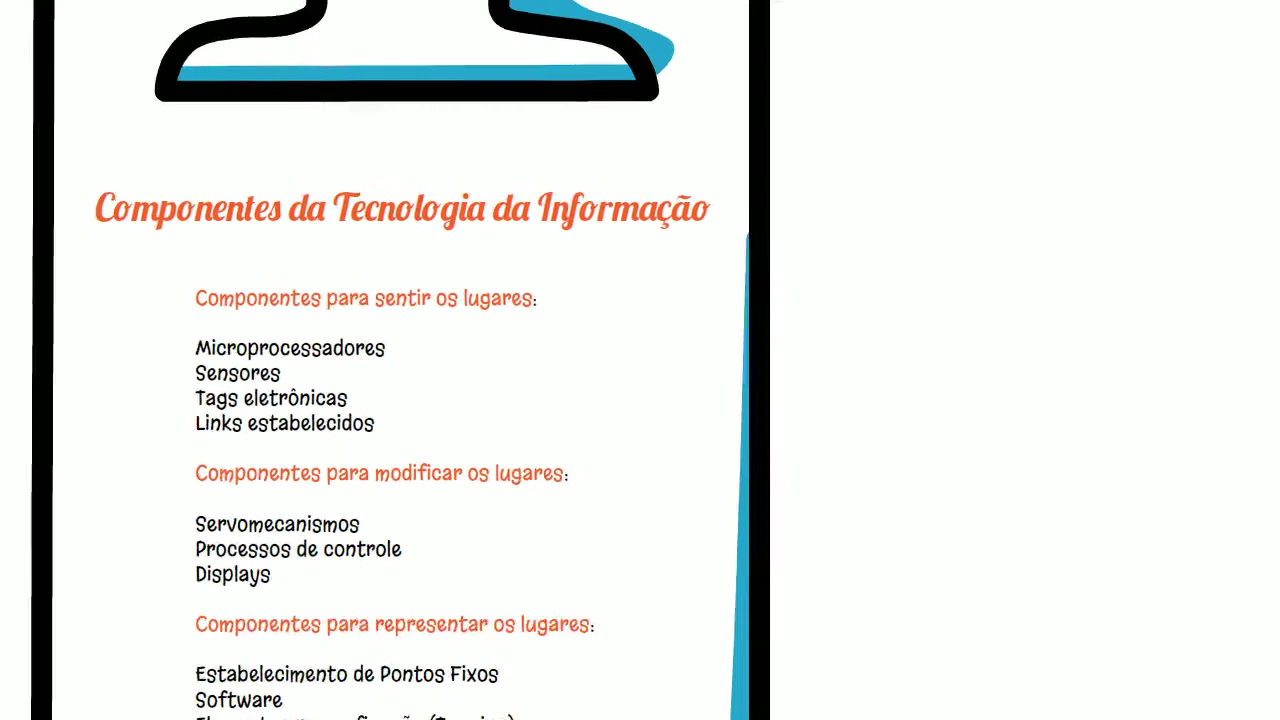 Componentes da Tecnologia da Informação
Componentes para sentir os lugares:
Microprocessadores
Sensores
Tags eletrônicas
Links estabelecidos
Componentes para modificar os lugares:
Servomecanismos
Processos de controle
Displays
Componentes para representar os lugares:
Estabelecimento de Pontos Fixos
Software